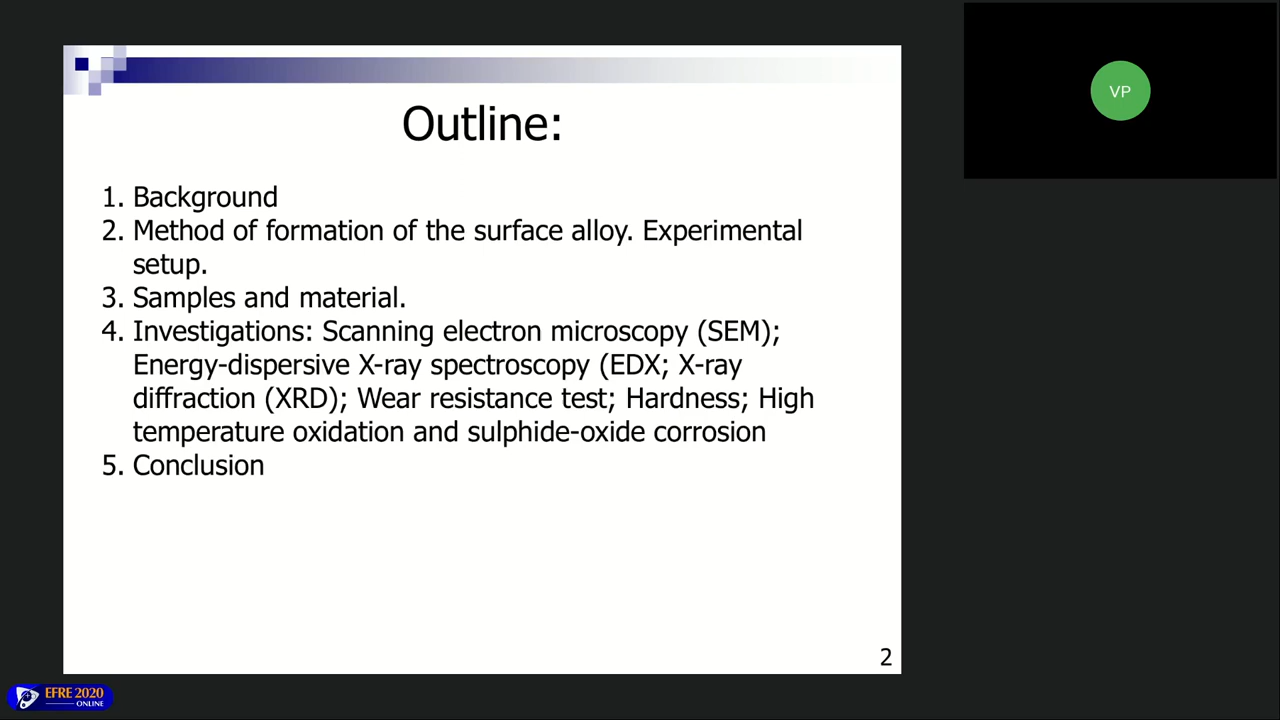 Outline:
1. Background
2. Method of formation of the surface alloy. Experimental
setup.
3. Samples and material.
4. Investigations: Scanning electron microscopy (SEM);
Energy-dispersive X-ray spectroscopy (EDX; X-ray
diffraction (XRD); Wear resistance test; Hardness; High
temperature oxidation and sulphide-oxide corrosion
5. Conclusion
2
VP
EFRE 2020
ONLINE